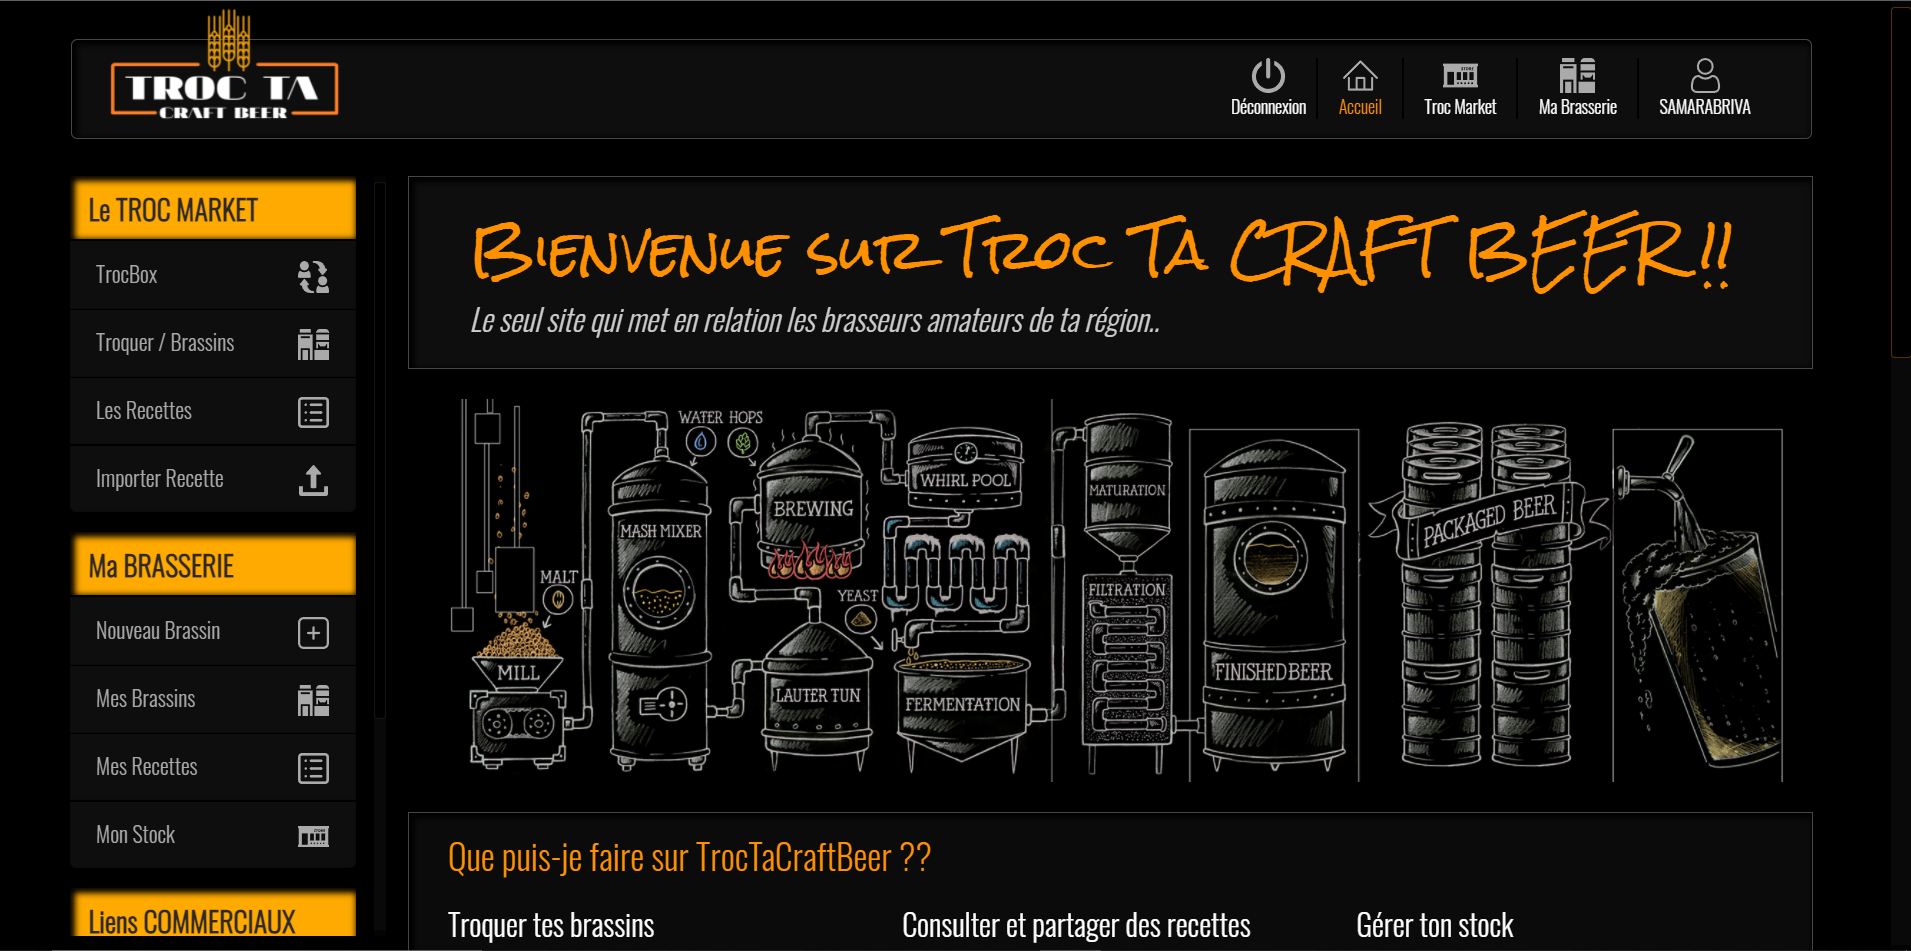 TROC TA
CRAFT BEER
Déconnexion
Accueil
STORE
Troc Market
Ma Brasserie
SAMARABRIVA
Le TROC MARKET
TrocBox
Troquer / Brassins
Les Recettes
Importer Recette
Ma BRASSERIE
Nouveau Brassin
Mes Brassins
Mes Recettes
Mon Stock
Liens COMMERCIAUX
BIENVENUE SUR TROC TA CRAFT BEER !!
Le seul site qui met en relation les brasseurs amateurs de ta région..
WATER HOPS
WHIRL POOL
MATURATION
BREWING
PACKAGED BEER
MASH MIXER
MALT
YEAST
FILTRATION
MILL
FINISHED BEER
LAUTER TUN
FERMENTATION
Que puis-je faire sur TrocTaCraftBeer ??
Troquer tes brassins
Consulter et partager des recettes
Gérer ton stock